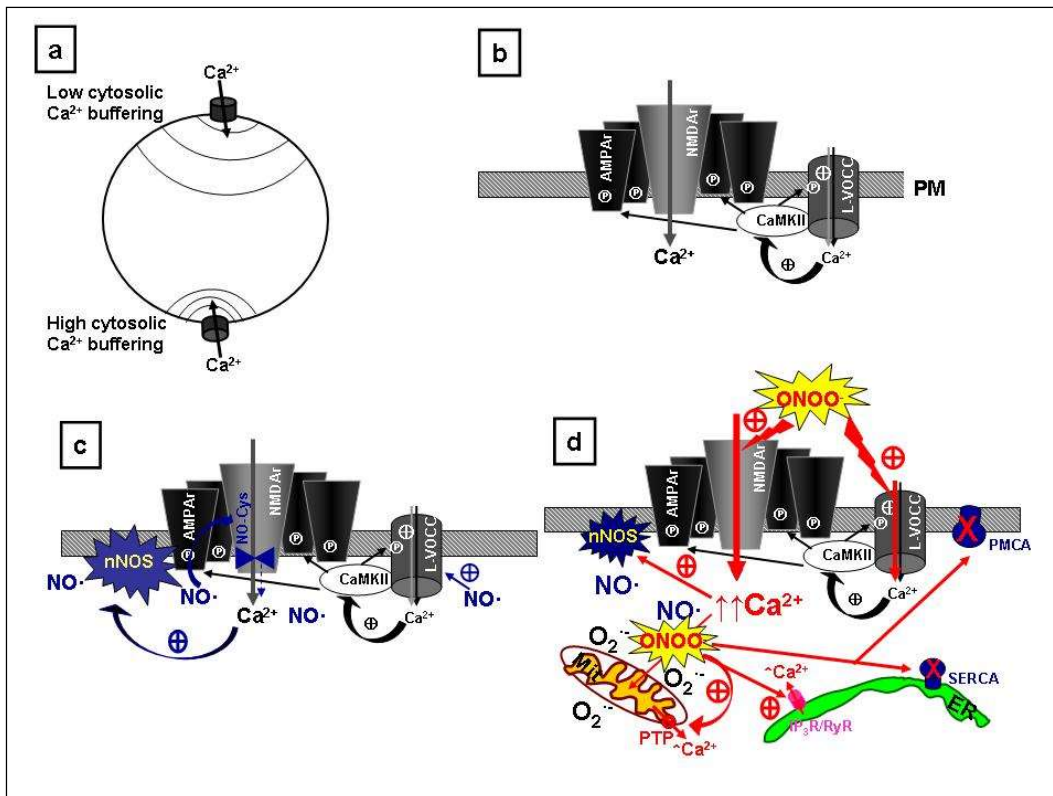 a
Ca²⁺
Low cytosolic
Ca²⁺ buffering
High cytosolic
Ca²⁺ buffering
Ca²⁺
b
AMPAr
NMDAr
L-VOCC
P
P
P
P
⊕
PM
CaMKII
Ca²⁺
⊕
Ca²⁺
c
AMPAr
NO-Cys
NMDAr
L-VOCC
P
P
P
P
⊕
nNOS
CaMKII
NO·
NO·
Ca²⁺
NO·
⊕
Ca²⁺
⊕
NO·
⊕
d
ONOO⁻
⊕
⊕
AMPAr
NMDAr
L-VOCC
P
P
P
P
⊕
X
PMCA
nNOS
CaMKII
NO·
⊕
↑↑Ca²⁺
⊕
Ca²⁺
NO·
O₂·-
ONOO⁻
Mit
O₂·-
O₂·-
⊕
PTP
^Ca²⁺
^Ca²⁺
⊕
IP₃R/RyR
X
SERCA
ER